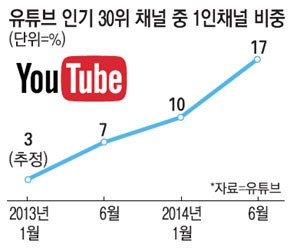 유튜브 인기 30위 채널 중 1인채널 비중
(단위=%)
YouTube
17
10
7
3
(추정)
*자료=유튜브
2013년 6월 2014년 6월
1월 1월